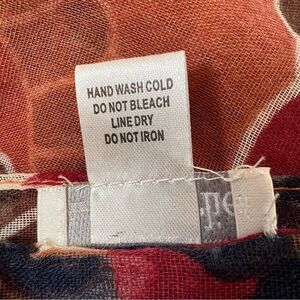 HAND WASH COLD
DO NOT BLEACH
LINE DRY
DO NOT IRON